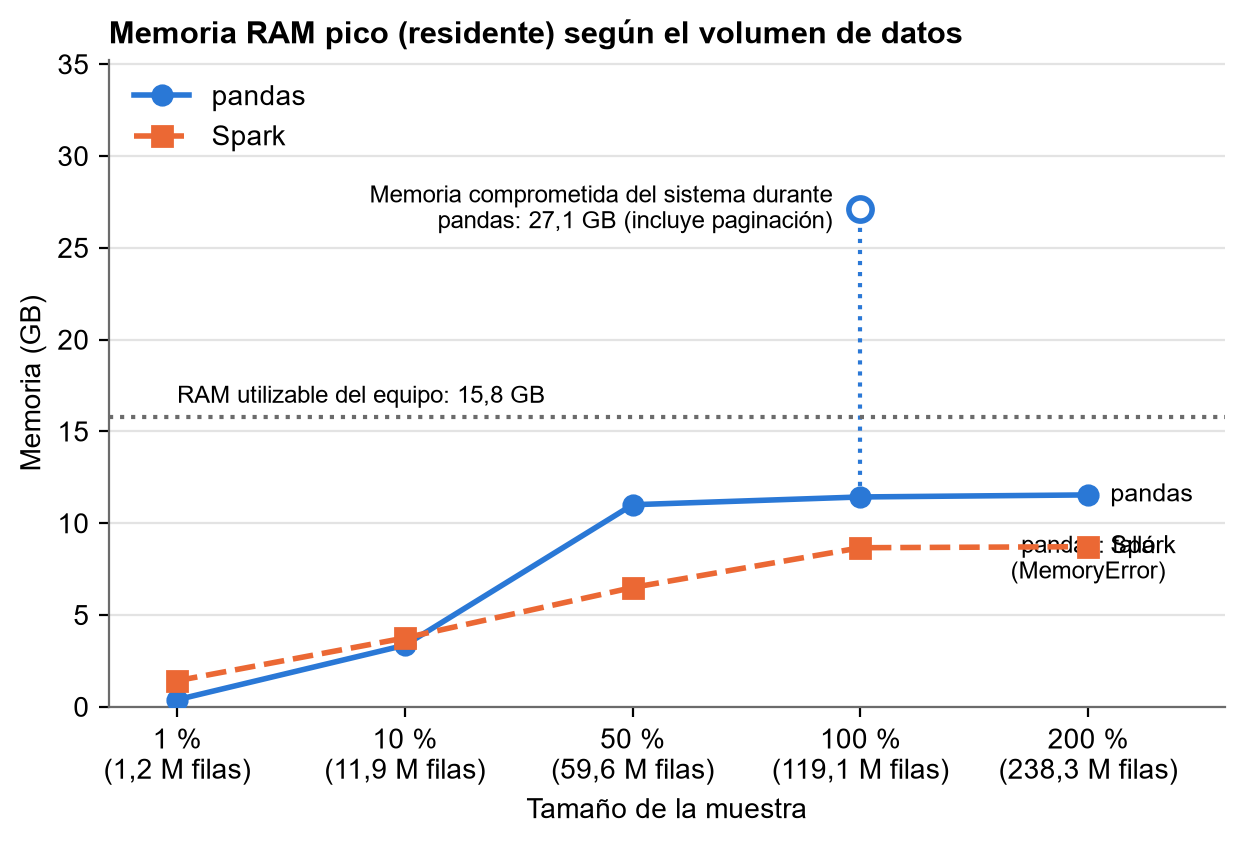 Memoria RAM pico (residente) según el volumen de datos
35
30
25
20
15
10
5
0
Memoria (GB)
pandas
Spark
Memoria comprometida del sistema durante
pandas: 27,1 GB (incluye paginación)
RAM utilizable del equipo: 15,8 GB
pandas
Spark
(MemoryError)
1 %
(1,2 M filas)
10 %
(11,9 M filas)
50 %
(59,6 M filas)
100 %
(119,1 M filas)
200 %
(238,3 M filas)
Tamaño de la muestra